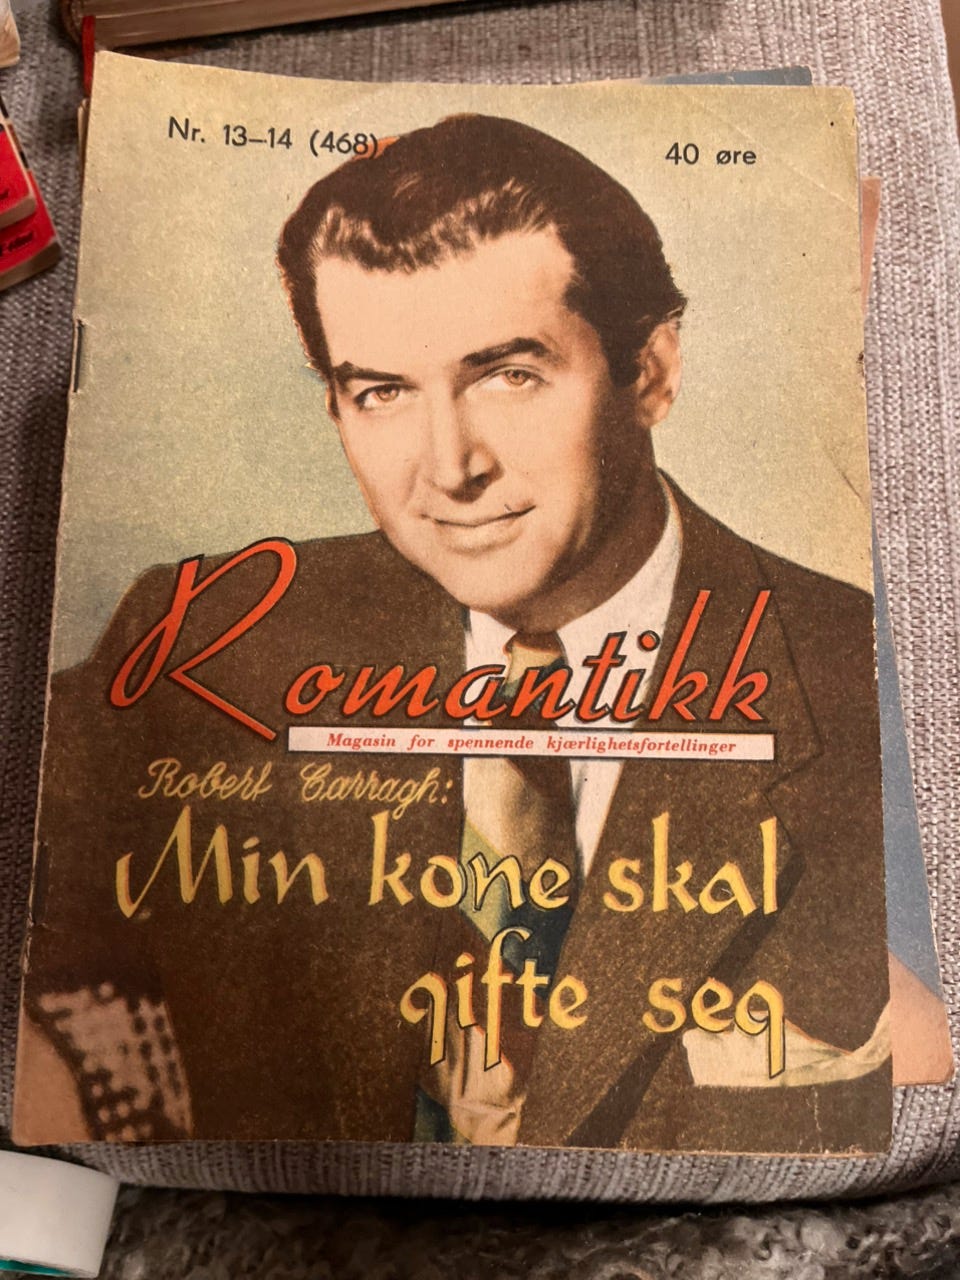 Nr. 13–14 (468)
40 øre
Romantikk
Magasin for spennende kjærlighetsfortellinger
Robert Carragh:
Min kone skal
gifte seg